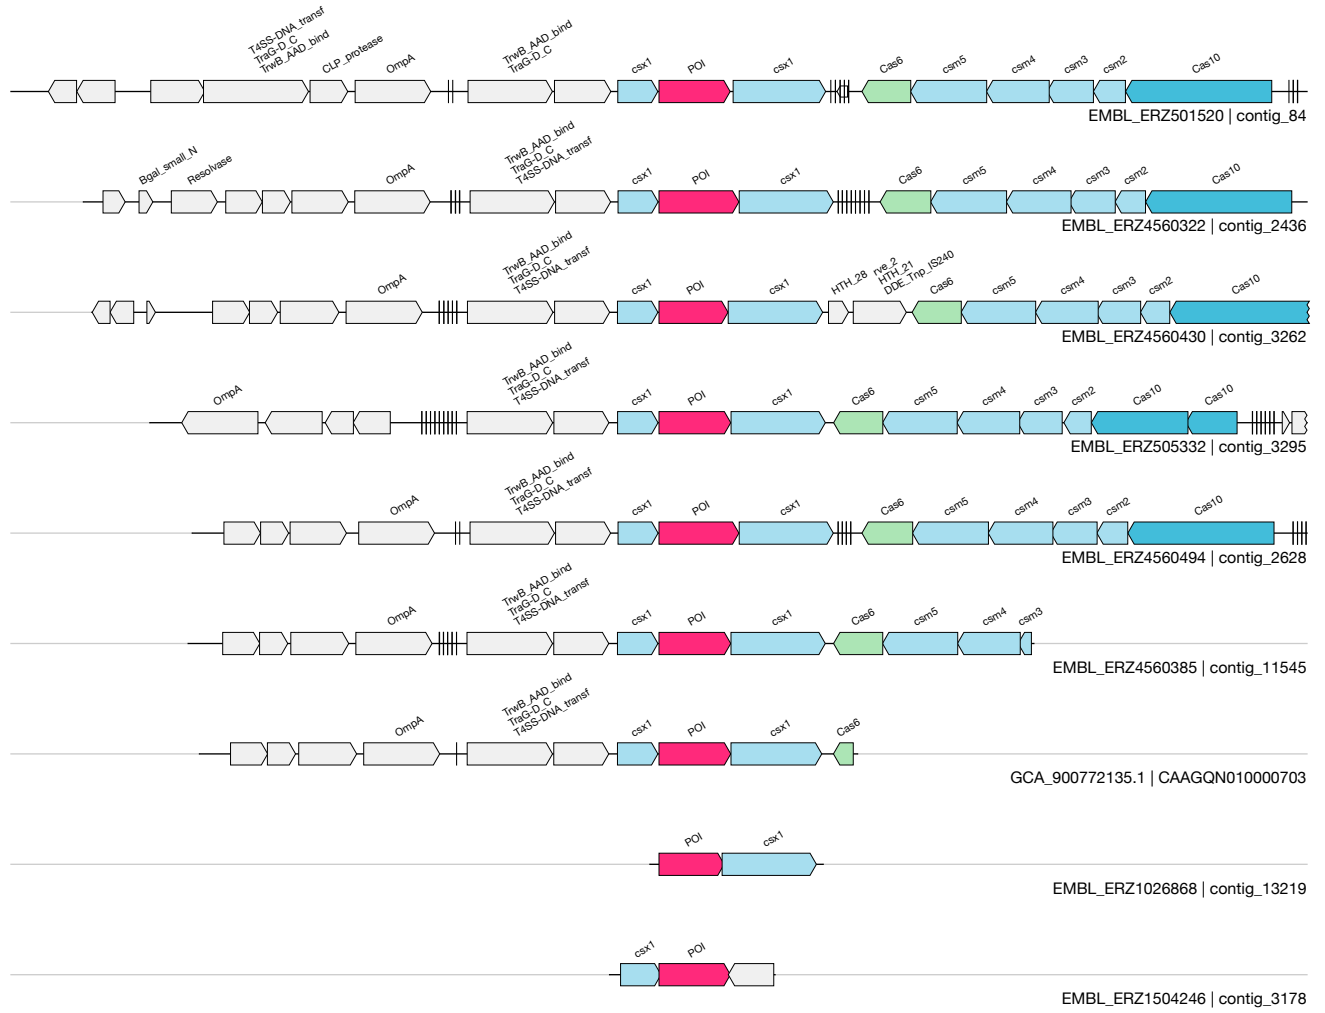 T4SS-DNA_transf
TraG-D_C
TrwB_AAD_bind
CLP_protease
OmpA
TrwB_AAD_bind
TraG-D_C
csx1
POI
csx1
Cas6
csm5
csm4
csm3
csm2
Cas10
EMBL_ERZ501520 | contig_84
Bgal_small_N
Resolvase
OmpA
TrwB_AAD_bind
TraG-D_C
T4SS-DNA_transf
csx1
POI
csx1
Cas6
csm5
csm4
csm3
csm2
Cas10
EMBL_ERZ4560322 | contig_2436
OmpA
TrwB_AAD_bind
TraG-D_C
T4SS-DNA_transf
csx1
POI
csx1
HTH_28
rve_2
HTH_21
DDE_Tnp_IS240
Cas6
csm5
csm4
csm3
csm2
Cas10
EMBL_ERZ4560430 | contig_3262
OmpA
TrwB_AAD_bind
TraG-D_C
T4SS-DNA_transf
csx1
POI
csx1
Cas6
csm5
csm4
csm3
csm2
Cas10
Cas10
EMBL_ERZ505332 | contig_3295
OmpA
TrwB_AAD_bind
TraG-D_C
T4SS-DNA_transf
csx1
POI
csx1
Cas6
csm5
csm4
csm3
csm2
Cas10
EMBL_ERZ4560494 | contig_2628
OmpA
TrwB_AAD_bind
TraG-D_C
T4SS-DNA_transf
csx1
POI
csx1
Cas6
csm5
csm4
csm3
EMBL_ERZ4560385 | contig_11545
OmpA
TrwB_AAD_bind
TraG-D_C
T4SS-DNA_transf
csx1
POI
csx1
Cas6
GCA_900772135.1 | CAAGQN010000703
POI
csx1
EMBL_ERZ1026868 | contig_13219
csx1
POI
EMBL_ERZ1504246 | contig_3178